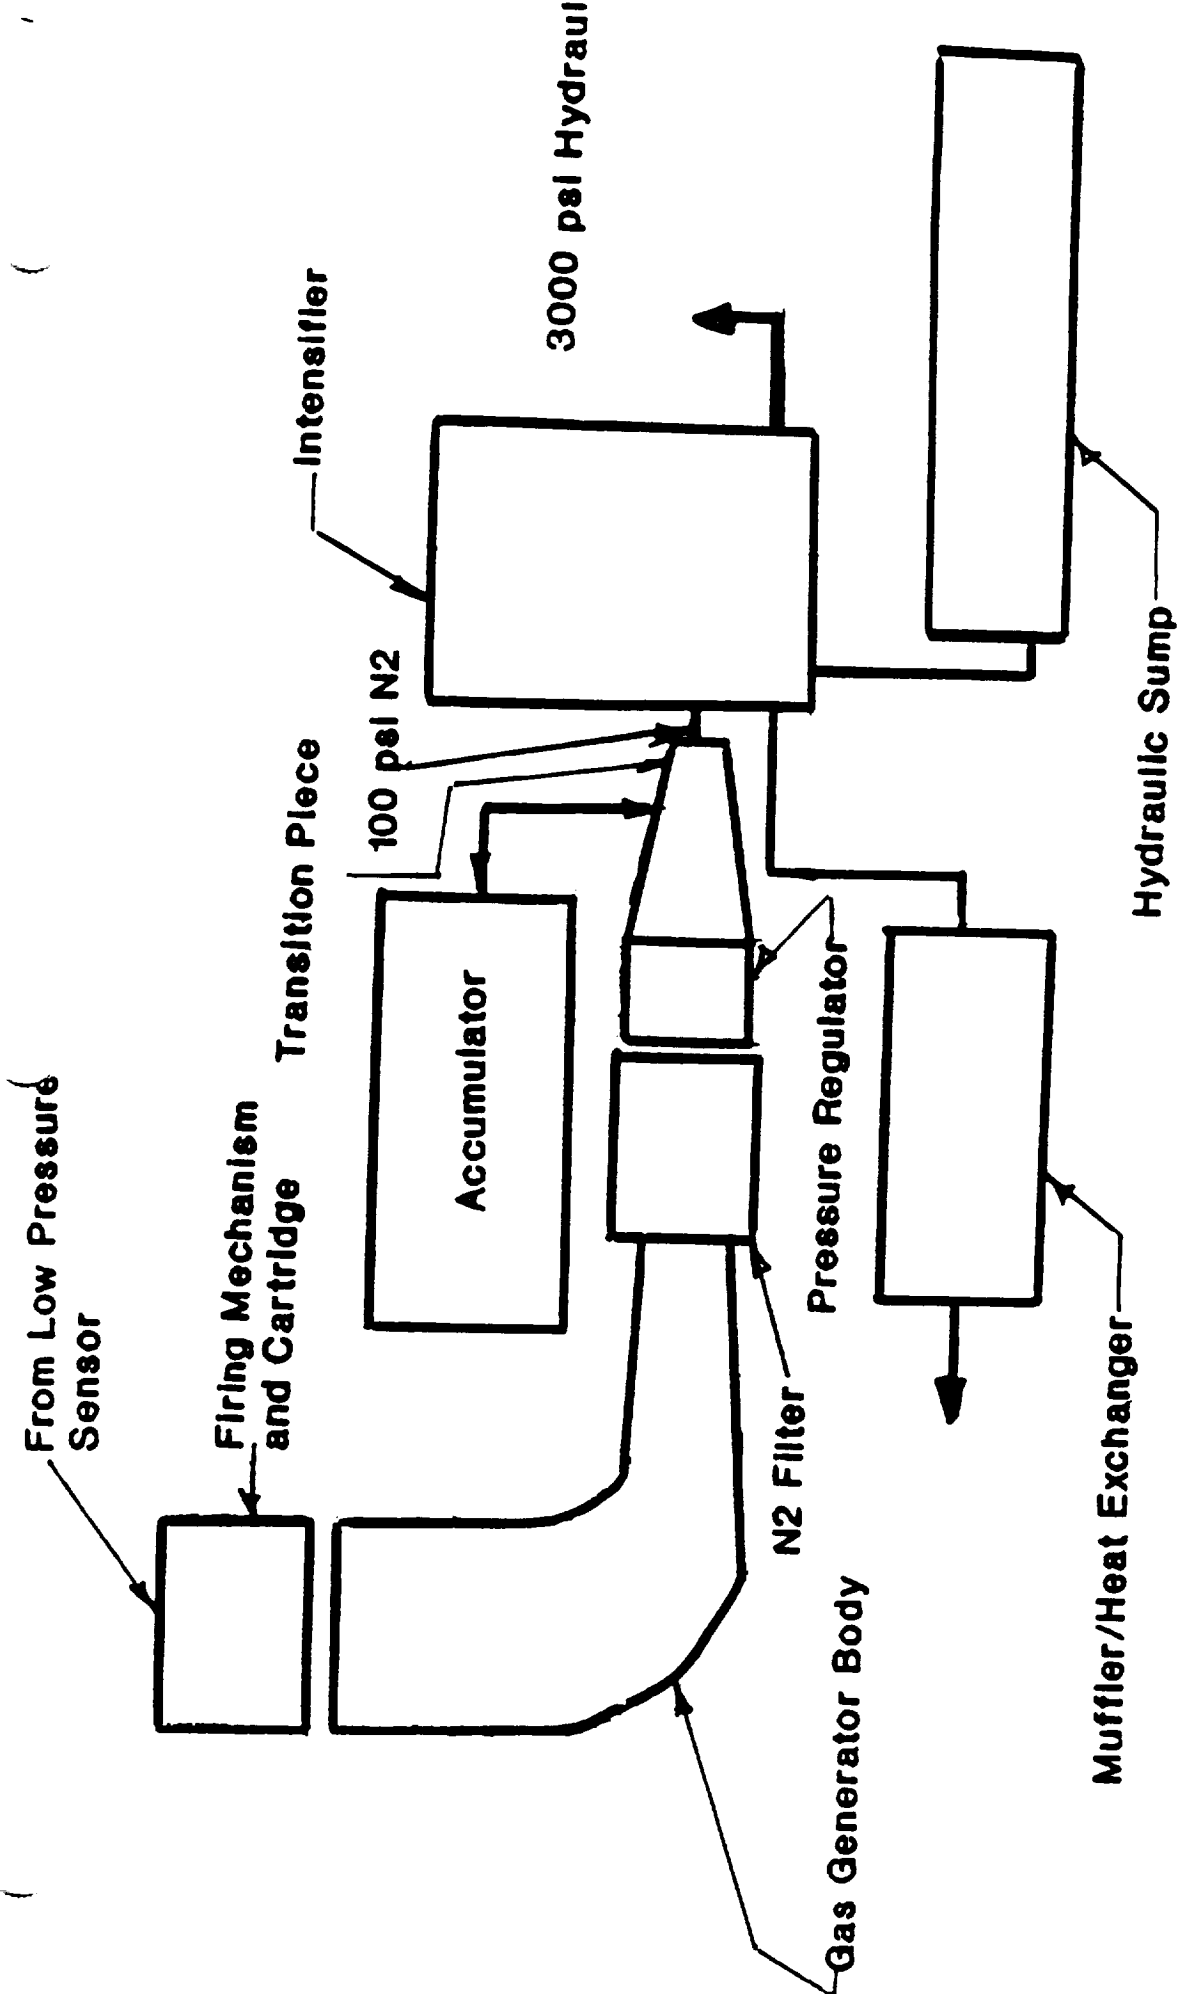 From Low Pressure
Sensor
Firing Mechanism
and Cartridge
Transition Piece
Intensifier
100 psi N2
Accumulator
3000 psi Hydraul
N2 Filter
Pressure Regulator
Gas Generator Body
Muffler/Heat Exchanger
Hydraulic Sump